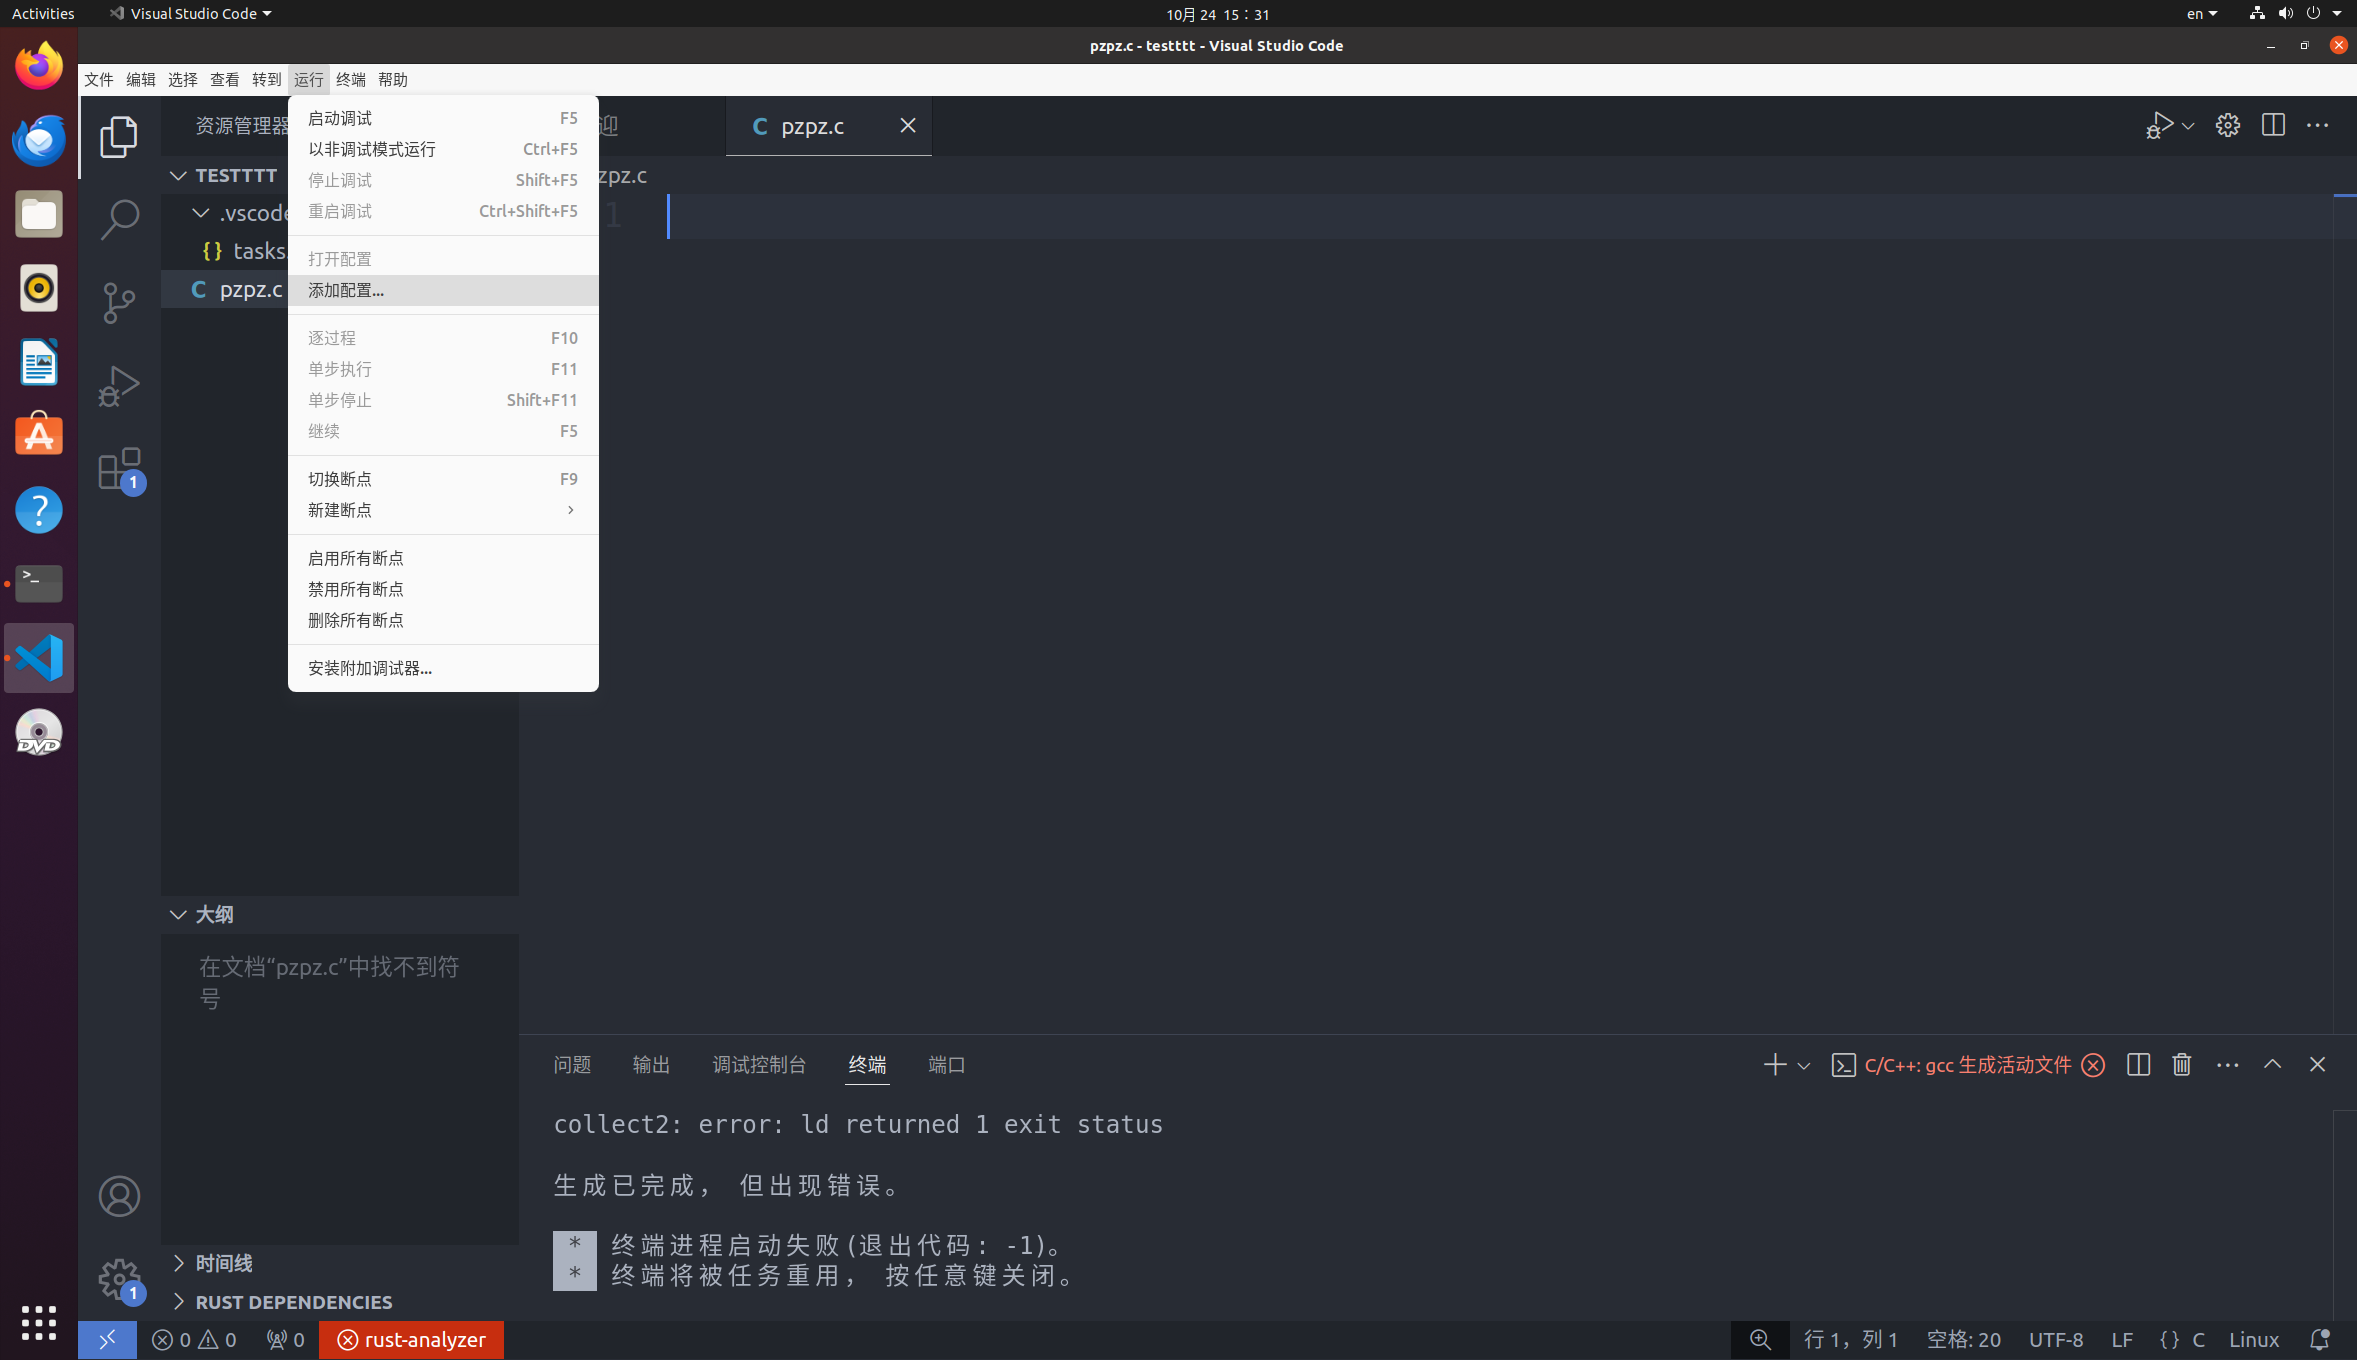 Activities
Visual Studio Code
10月 24 15：31
en
pzpz.c - testttt - Visual Studio Code
文件 编辑 选择 查看 转到 运行 终端 帮助
资源管理器
TESTTTT
.vscode
{} tasks.
C pzpz.c
启动调试 F5
以非调试模式运行 Ctrl+F5
停止调试 Shift+F5
重启调试 Ctrl+Shift+F5
打开配置
添加配置...
逐过程 F10
单步执行 F11
单步停止 Shift+F11
继续 F5
切换断点 F9
新建断点
启用所有断点
禁用所有断点
删除所有断点
安装附加调试器...
迎
C pzpz.c
zpz.c
1
1
大纲
在文档“pzpz.c”中找不到符
号
时间线
RUST DEPENDENCIES
1
DVD
问题 输出 调试控制台 终端 端口
C/C++: gcc 生成活动文件
collect2: error: ld returned 1 exit status
生成已完成， 但出现错误。
* 终端进程启动失败(退出代码: -1)。
* 终端将被任务重用， 按任意键关闭。
0 0 0 rust-analyzer
行 1，列 1 空格: 20 UTF-8 LF {} C Linux